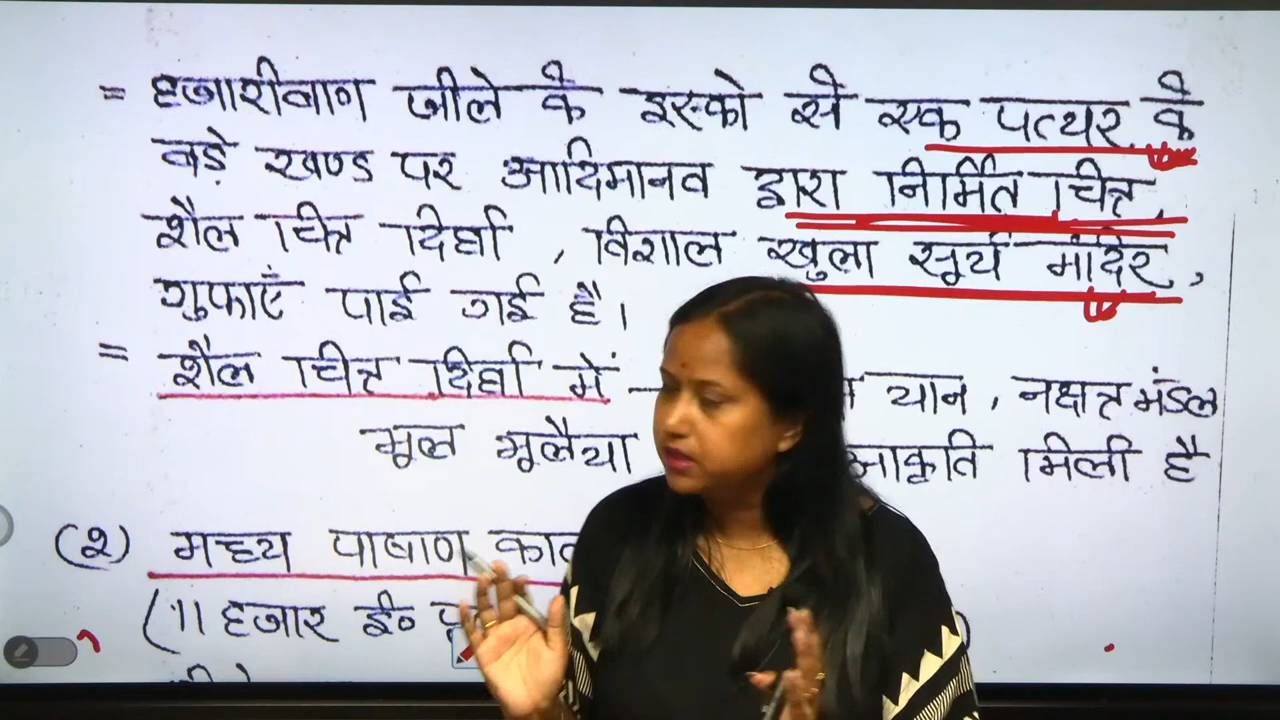 = हजारीबाग जीले के इस्को से एक पत्थर के
बड़े खण्ड पर आदिमानव द्वारा निर्मित चित्र,
शैल चित्र दिर्घा, विशाल खुला सूर्य मंदिर,
गुफाएँ पाई गई है।
= शैल चित्र दिर्घा में – यान, नक्षत्र मंडल
भूल भूलैया आकृति मिली है
(२) मध्य पाषाण
(11 हजार ई०